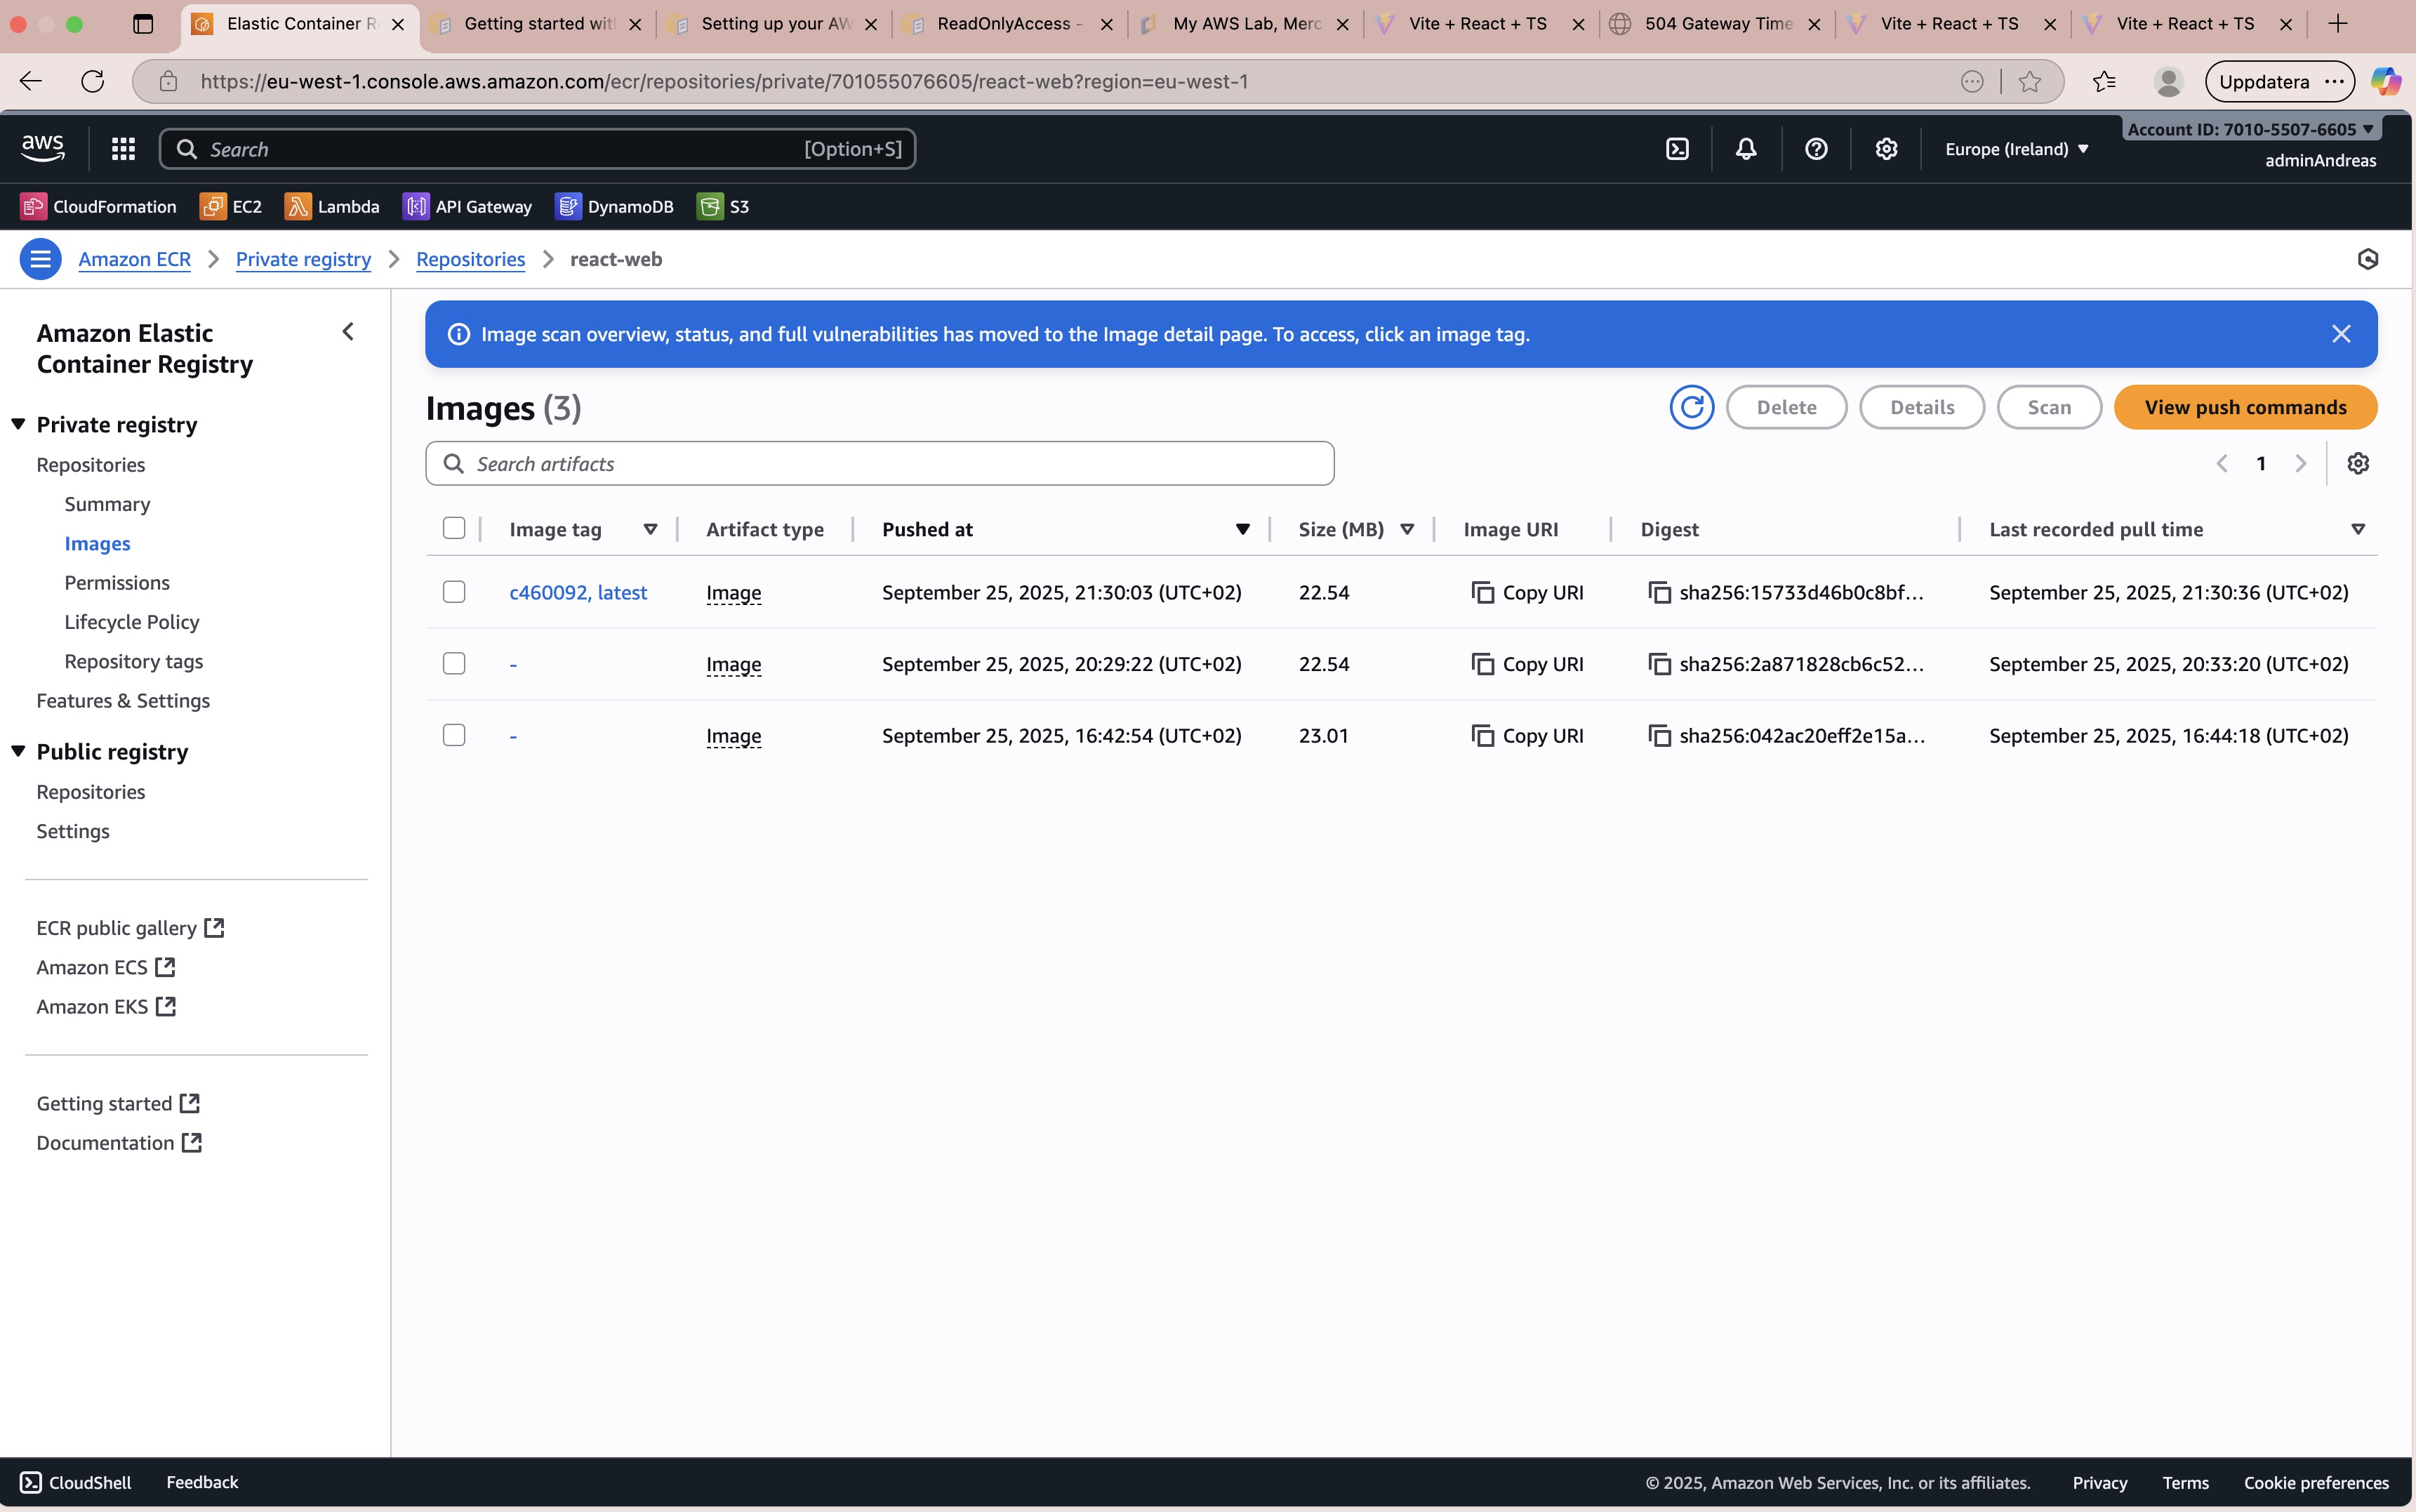 Elastic Container R
Getting started wit
Setting up your AW
ReadOnlyAccess -
My AWS Lab, Merc
Vite + React + TS
504 Gateway Time
Vite + React + TS
Vite + React + TS
https://eu-west-1.console.aws.amazon.com/ecr/repositories/private/701055076605/react-web?region=eu-west-1
Uppdatera
aws
Search
[Option+S]
Europe (Ireland)
Account ID: 7010-5507-6605
adminAndreas
CloudFormation
EC2
Lambda
API Gateway
DynamoDB
S3
Amazon ECR > Private registry > Repositories > react-web
Amazon Elastic
Container Registry
Private registry
Repositories
Summary
Images
Permissions
Lifecycle Policy
Repository tags
Features & Settings
Public registry
Repositories
Settings
ECR public gallery
Amazon ECS
Amazon EKS
Getting started
Documentation
Image scan overview, status, and full vulnerabilities has moved to the Image detail page. To access, click an image tag.
Images (3)
Delete
Details
Scan
View push commands
Search artifacts
1
Image tag Artifact type Pushed at Size (MB) Image URI Digest Last recorded pull time
c460092, latest Image September 25, 2025, 21:30:03 (UTC+02) 22.54 Copy URI sha256:15733d46b0c8bf... September 25, 2025, 21:30:36 (UTC+02)
- Image September 25, 2025, 20:29:22 (UTC+02) 22.54 Copy URI sha256:2a871828cb6c52... September 25, 2025, 20:33:20 (UTC+02)
- Image September 25, 2025, 16:42:54 (UTC+02) 23.01 Copy URI sha256:042ac20eff2e15a... September 25, 2025, 16:44:18 (UTC+02)
CloudShell
Feedback
© 2025, Amazon Web Services, Inc. or its affiliates.
Privacy
Terms
Cookie preferences